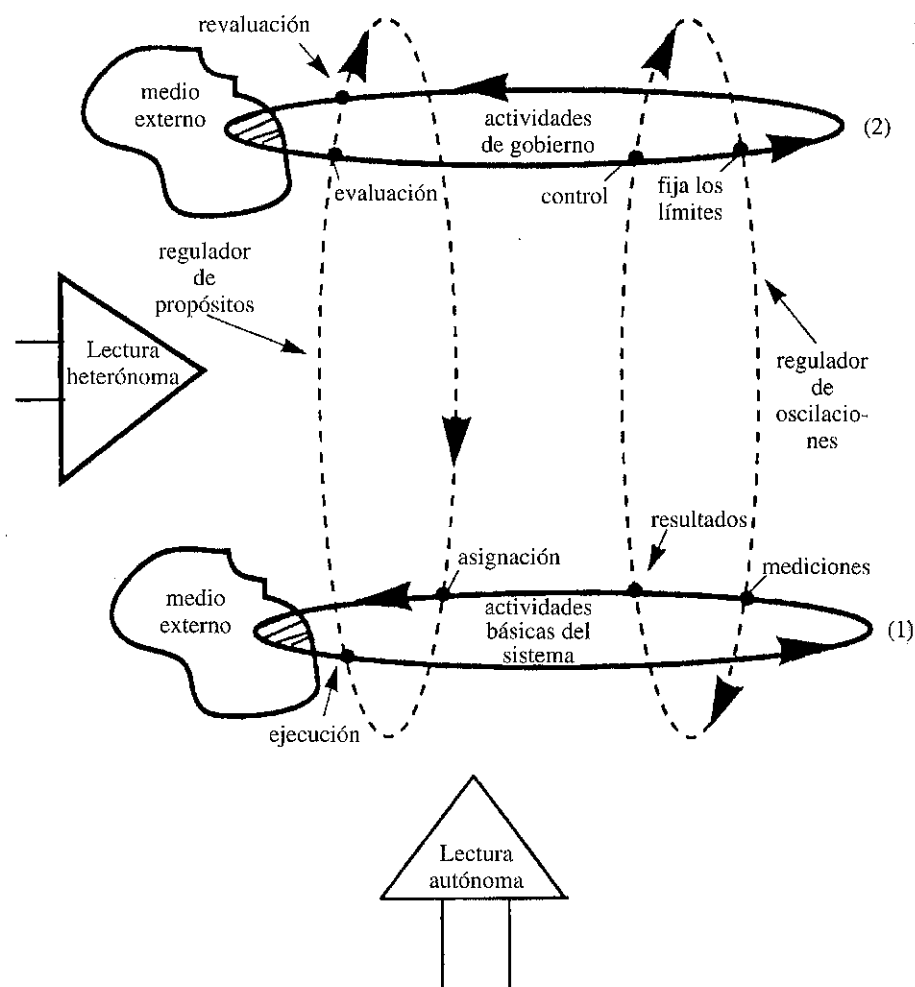 revaluación
medio
externo
actividades
de gobierno
(2)
evaluación
control
fija los
límites
regulador
de
propósitos
Lectura
heterónoma
regulador
de
oscilacio-
nes
resultados
asignación
mediciones
medio
externo
actividades
básicas del
sistema
(1)
ejecución
Lectura
autónoma